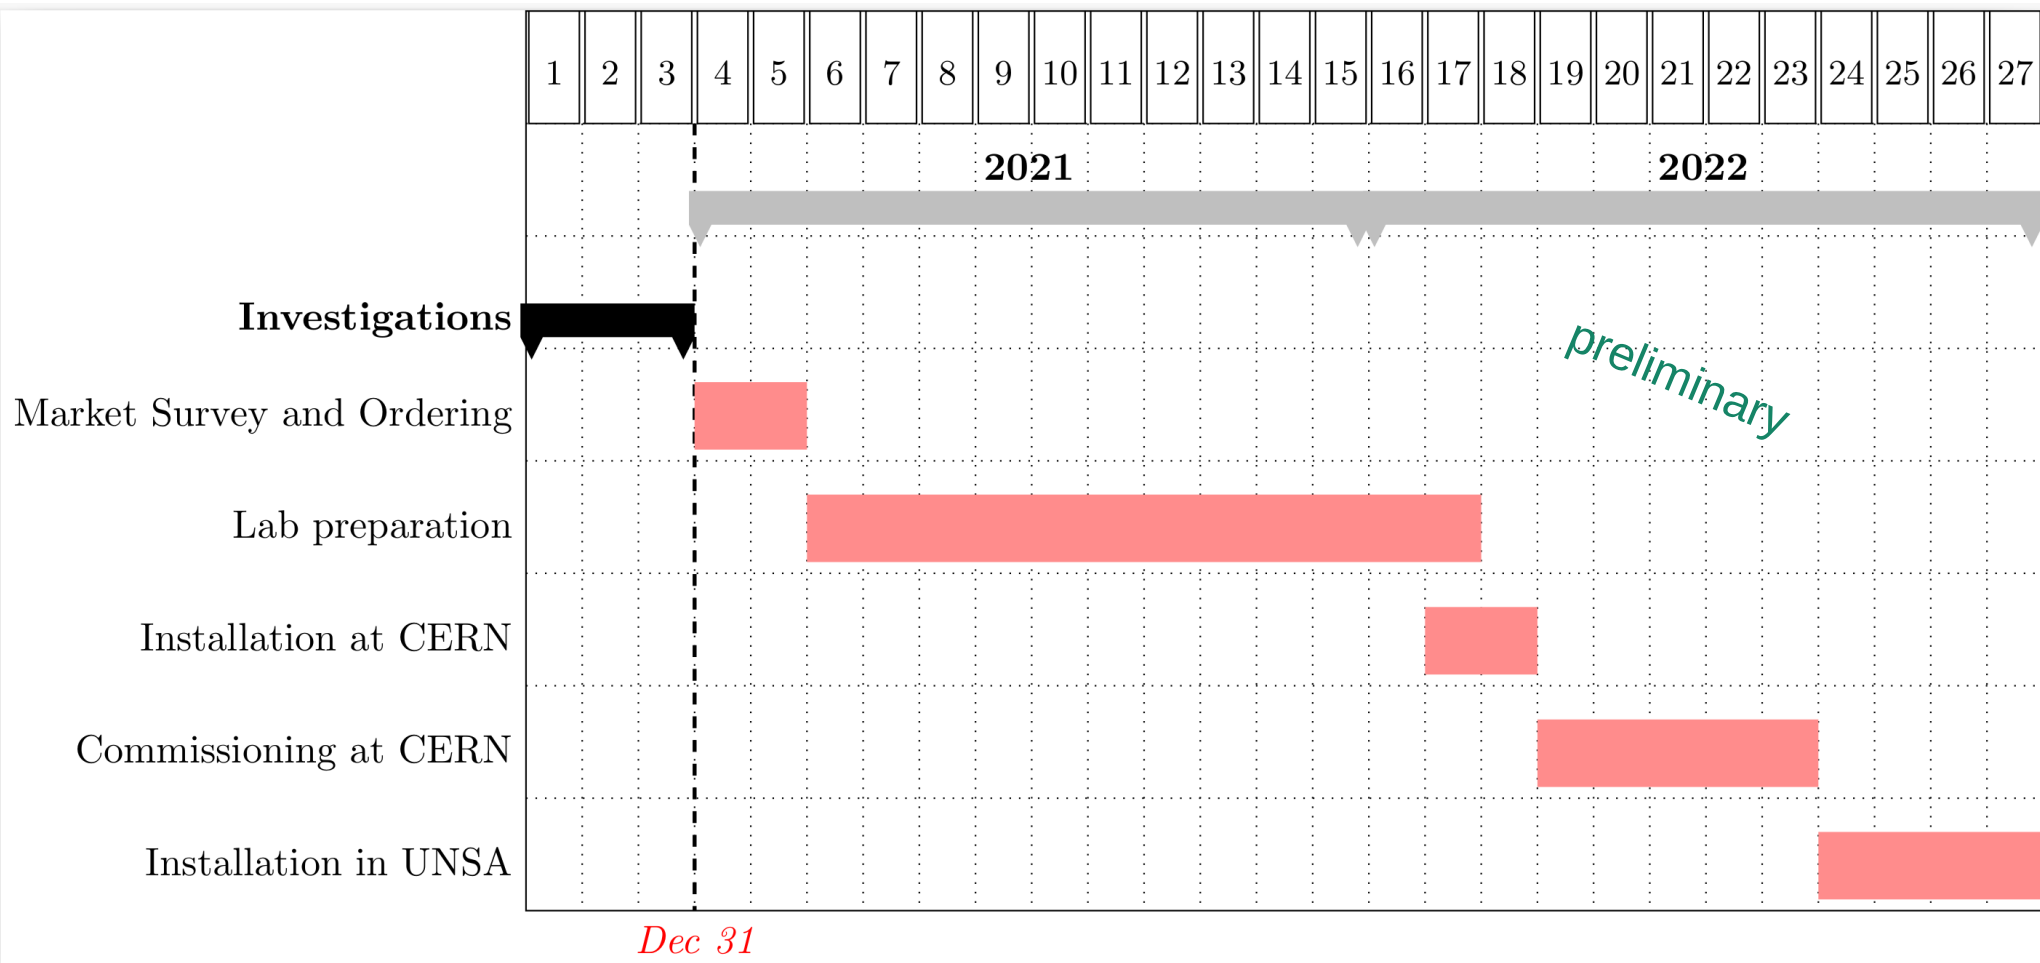 1 2 3 4 5 6 7 8 9 10 11 12 13 14 15 16 17 18 19 20 21 22 23 24 25 26 27
2021 2022
Investigations
preliminary
Market Survey and Ordering
Lab preparation
Installation at CERN
Commissioning at CERN
Installation in UNSA
Dec 31